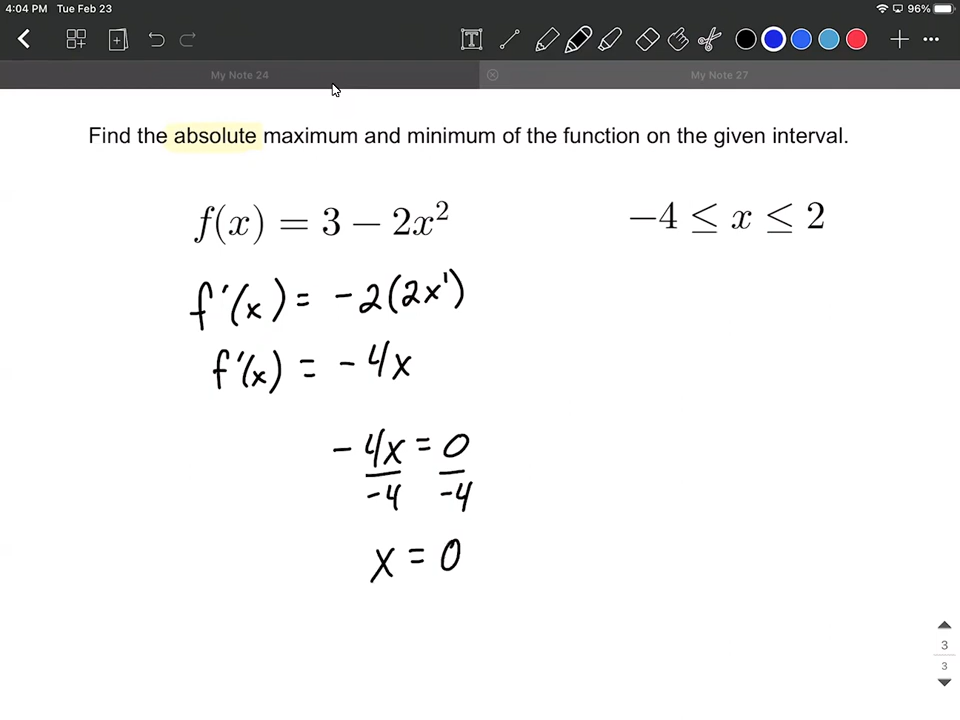 4:04 PM Tue Feb 23 96%
My Note 24 My Note 27
Find the absolute maximum and minimum of the function on the given interval.
f(x) = 3 − 2x² −4 ≤ x ≤ 2
f'(x) = -2(2x¹)
f'(x) = -4x
-4x = 0
-4 -4
x = 0
3
3